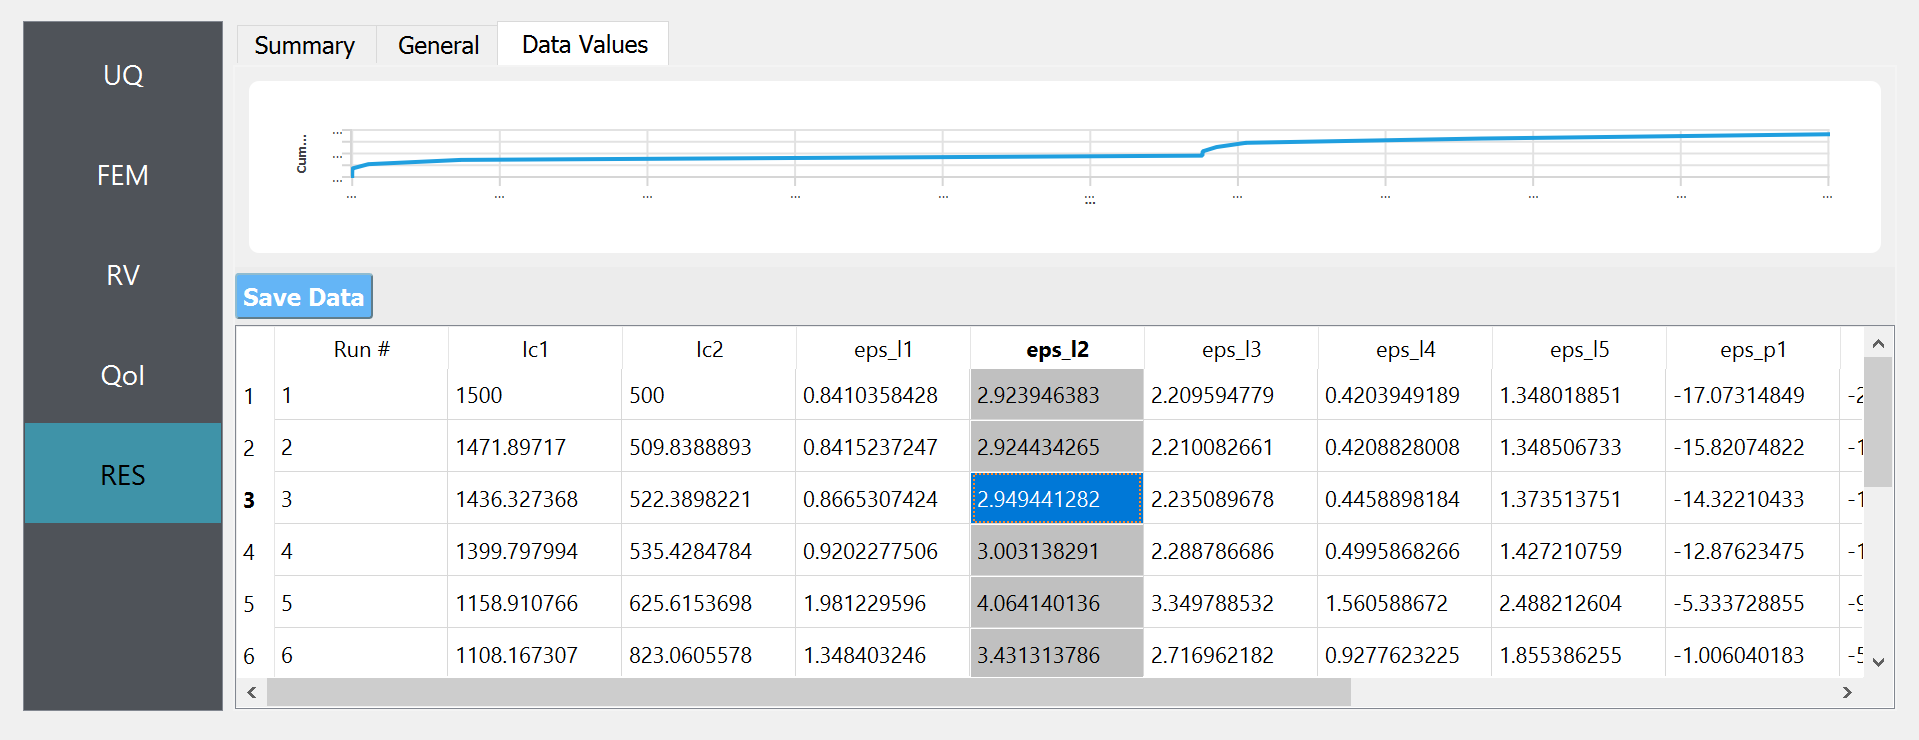 UQ
FEM
RV
QoI
RES
Summary General Data Values
Cum...
...
...
...
... ... ... ... ... ... ... ... ... ... ...
...
Save Data
Run # lc1 lc2 eps_l1 eps_l2 eps_l3 eps_l4 eps_l5 eps_p1
1 1 1500 500 0.8410358428 2.923946383 2.209594779 0.4203949189 1.348018851 -17.07314849 -2
2 2 1471.89717 509.8388893 0.8415237247 2.924434265 2.210082661 0.4208828008 1.348506733 -15.82074822 -1
3 3 1436.327368 522.3898221 0.8665307424 2.949441282 2.235089678 0.4458898184 1.373513751 -14.32210433 -1
4 4 1399.797994 535.4284784 0.9202277506 3.003138291 2.288786686 0.4995868266 1.427210759 -12.87623475 -1
5 5 1158.910766 625.6153698 1.981229596 4.064140136 3.349788532 1.560588672 2.488212604 -5.333728855 -9
6 6 1108.167307 823.0605578 1.348403246 3.431313786 2.716962182 0.9277623225 1.855386255 -1.006040183 -5